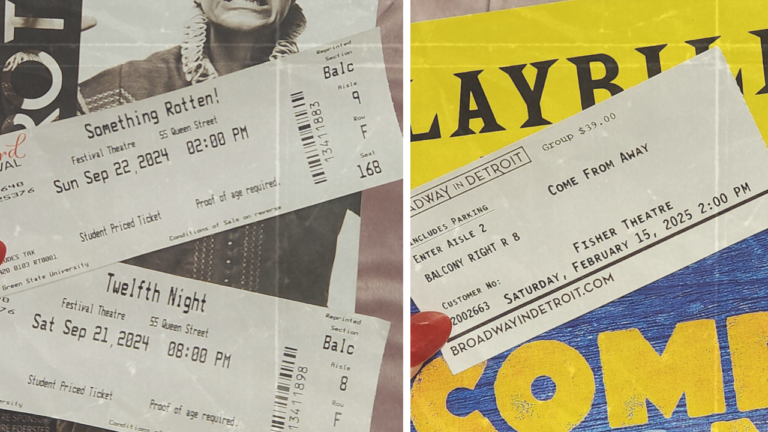 ROT
Something Rotten!
Festival Theatre 55 Queen Street
Sun Sep 22,2024 02:00 PM
Student Priced Ticket Proof of age required.
Conditions of Sale on reverse
Green State University
Reprinted
Section
Balc
Aisle
9
Row
F
Seat
168
13411883
Twelfth Night
Festival Theatre 55 Queen Street
Sat Sep 21,2024 08:00 PM
Student Priced Ticket Proof of age required.
Reprinted
Section
Balc
Aisle
8
Row
F
13411898
LAYBIL
ADWAY IN DETROIT Group $39.00
COME FROM AWAY
INCLUDES PARKING
ENTER AISLE 2
BALCONY RIGHT R 8
FISHER THEATRE
CUSTOMER NO:
2002663 SATURDAY, FEBRUARY 15, 2025 2:00 PM
BROADWAYINDETROIT.COM
COM